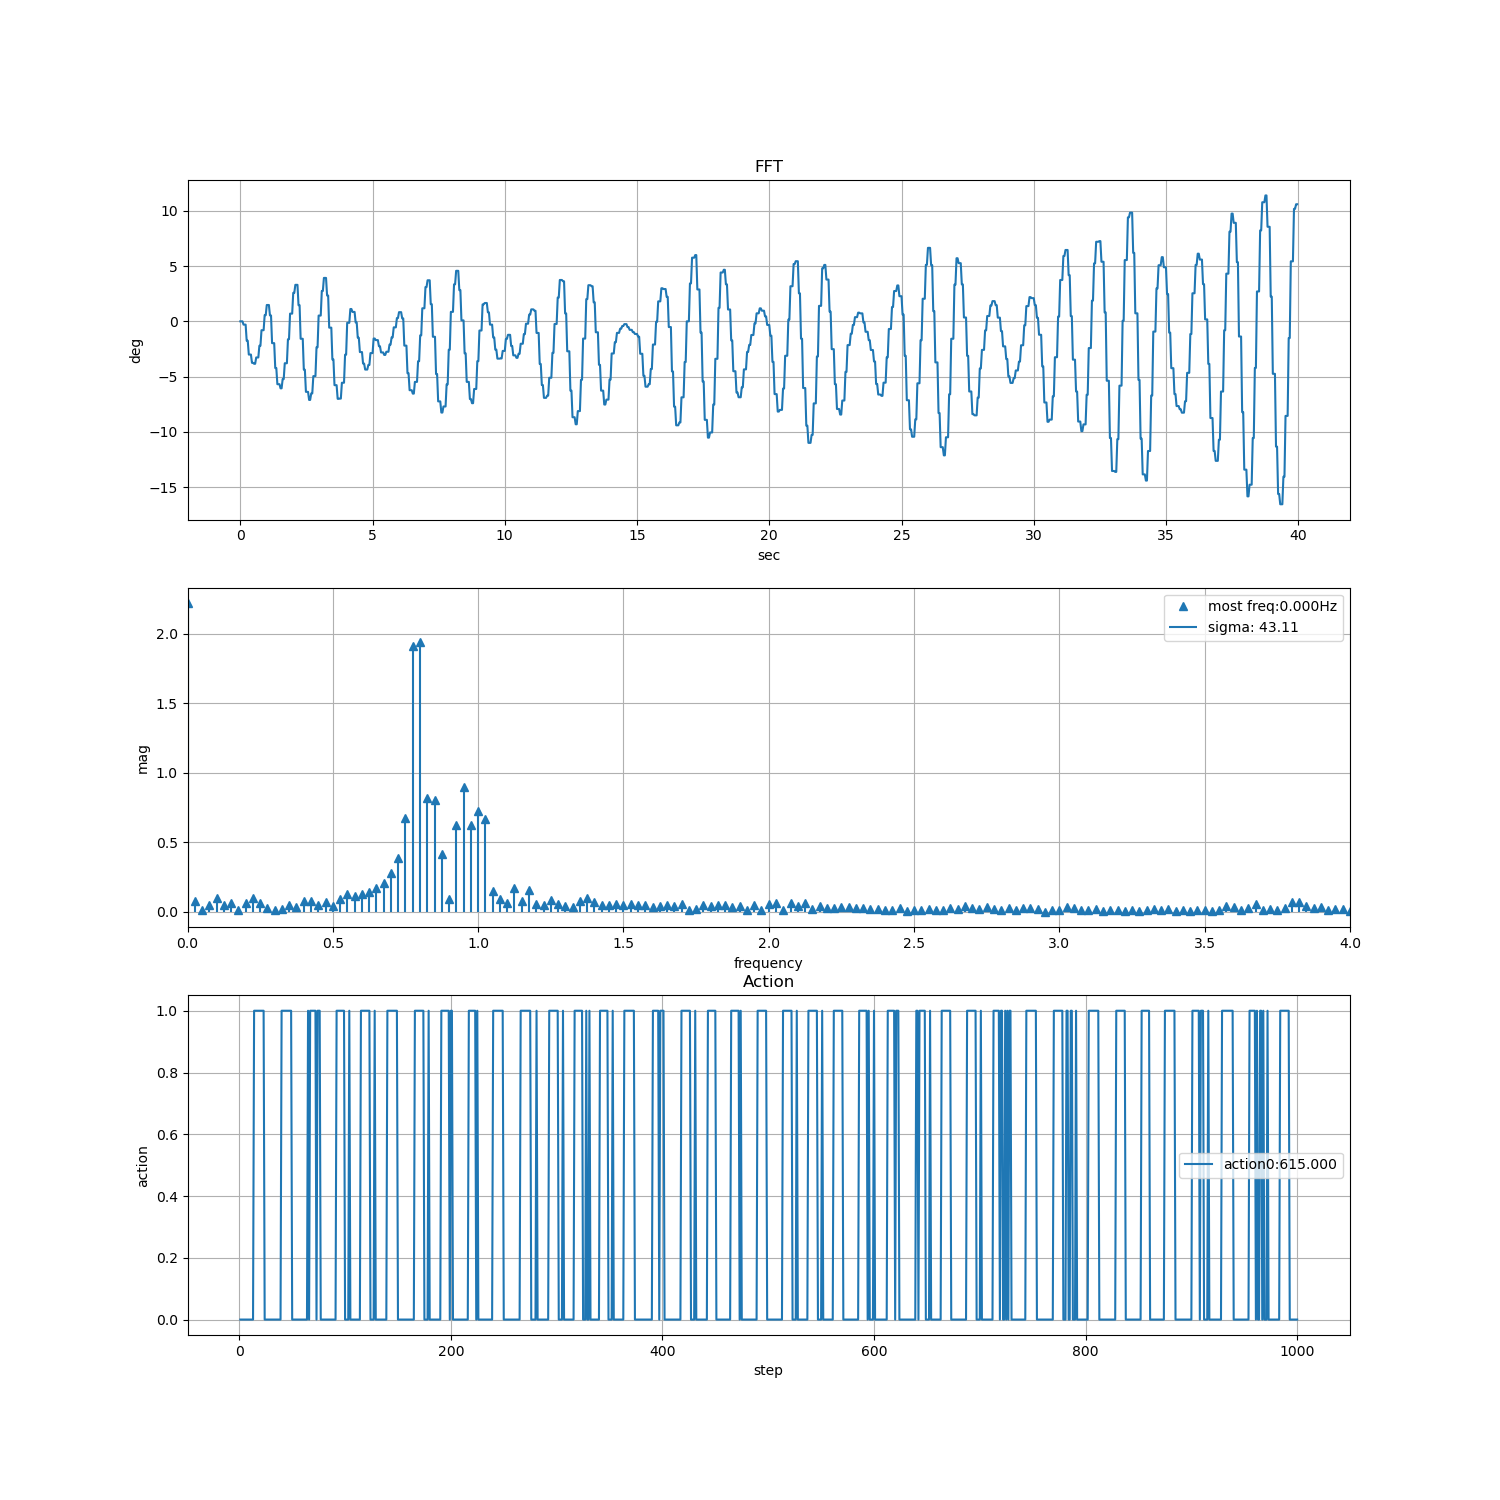 FFT
10
5
0
−5
−10
−15
deg
0 5 10 15 20 25 30 35 40
sec
most freq:0.000Hz
sigma: 43.11
2.0
1.5
1.0
0.5
0.0
mag
0.0 0.5 1.0 1.5 2.0 2.5 3.0 3.5 4.0
frequency
Action
1.0
0.8
0.6
0.4
0.2
0.0
action
action0:615.000
0 200 400 600 800 1000
step